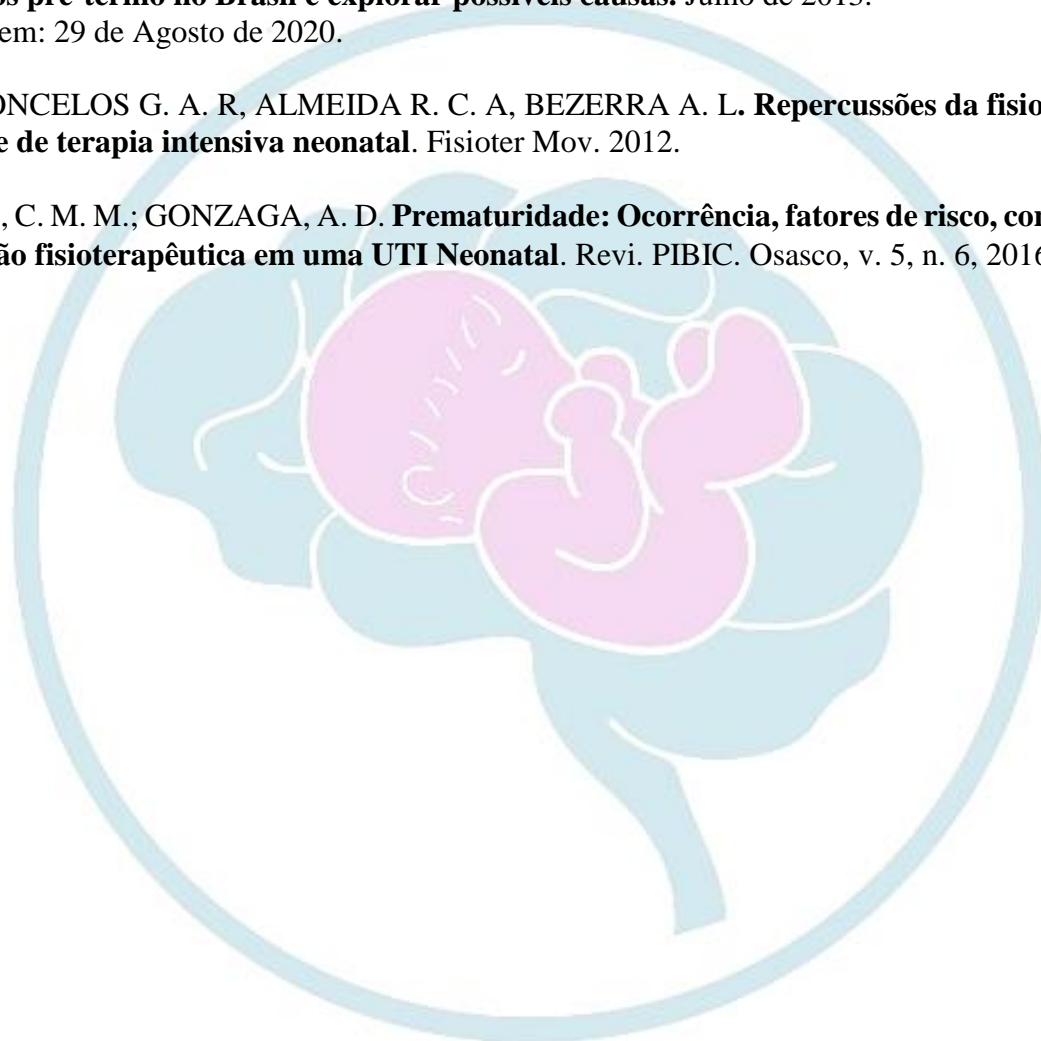 os pré-termo no Brasil e explorar possíveis causas. Julho de 2013.
em: 29 de Agosto de 2020.
ONCELOS G. A. R, ALMEIDA R. C. A, BEZERRA A. L. Repercussões da fisio
e de terapia intensiva neonatal. Fisioter Mov. 2012.
, C. M. M.; GONZAGA, A. D. Prematuridade: Ocorrência, fatores de risco,
ão fisioterapêutica em uma UTI Neonatal. Revi. PIBIC. Osasco, v. 5, n. 6, 2016